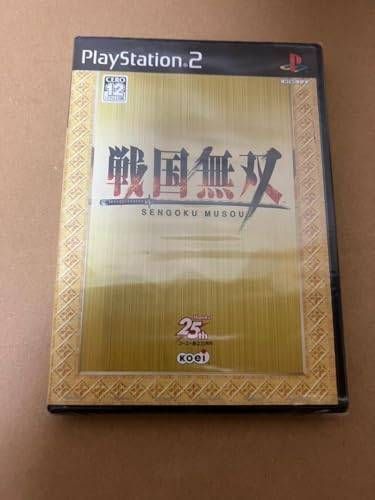 PlayStation 2
CERO
12
戦国無双
SENGOKU MUSOU
25th
KOEI